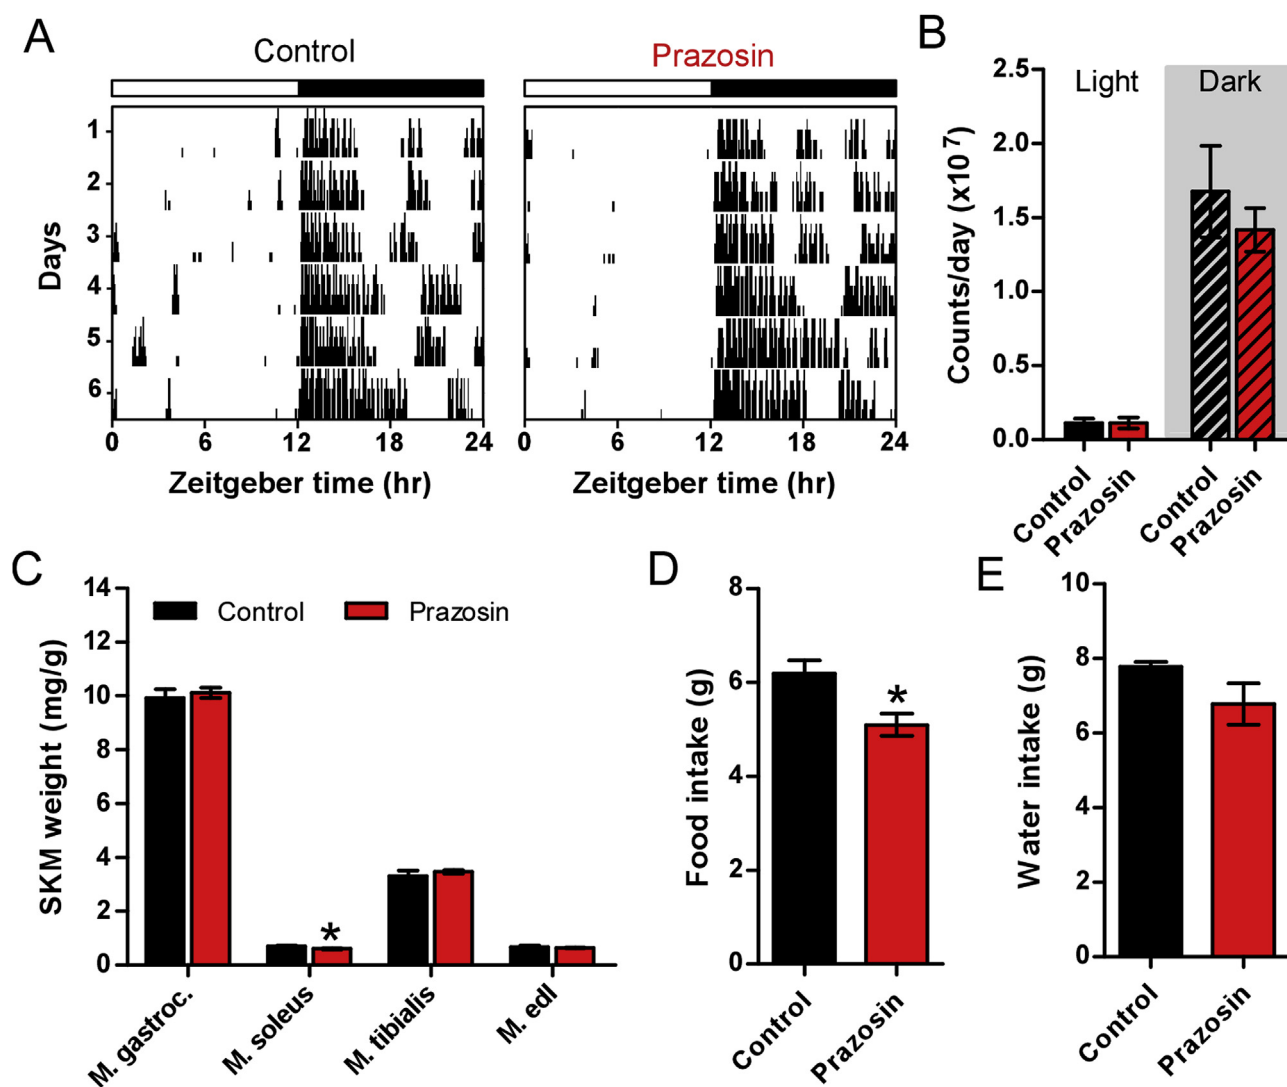 A
Control
Prazosin
Days
1
2
3
4
5
6
0 6 12 18 24
0 6 12 18 24
Zeitgeber time (hr)
Zeitgeber time (hr)
B
Light Dark
Counts/day (x10⁷)
2.5
2.0
1.5
1.0
0.5
0.0
Control
Prazosin
Control
Prazosin
C
Control Prazosin
SKM weight (mg/g)
14
12
10
8
6
4
2
0
*
M. gastroc.
M. soleus
M. tibialis
M. edl
D
Food intake (g)
8
6
4
2
0
*
Control
Prazosin
E
Water intake (g)
10
8
6
4
2
0
Control
Prazosin